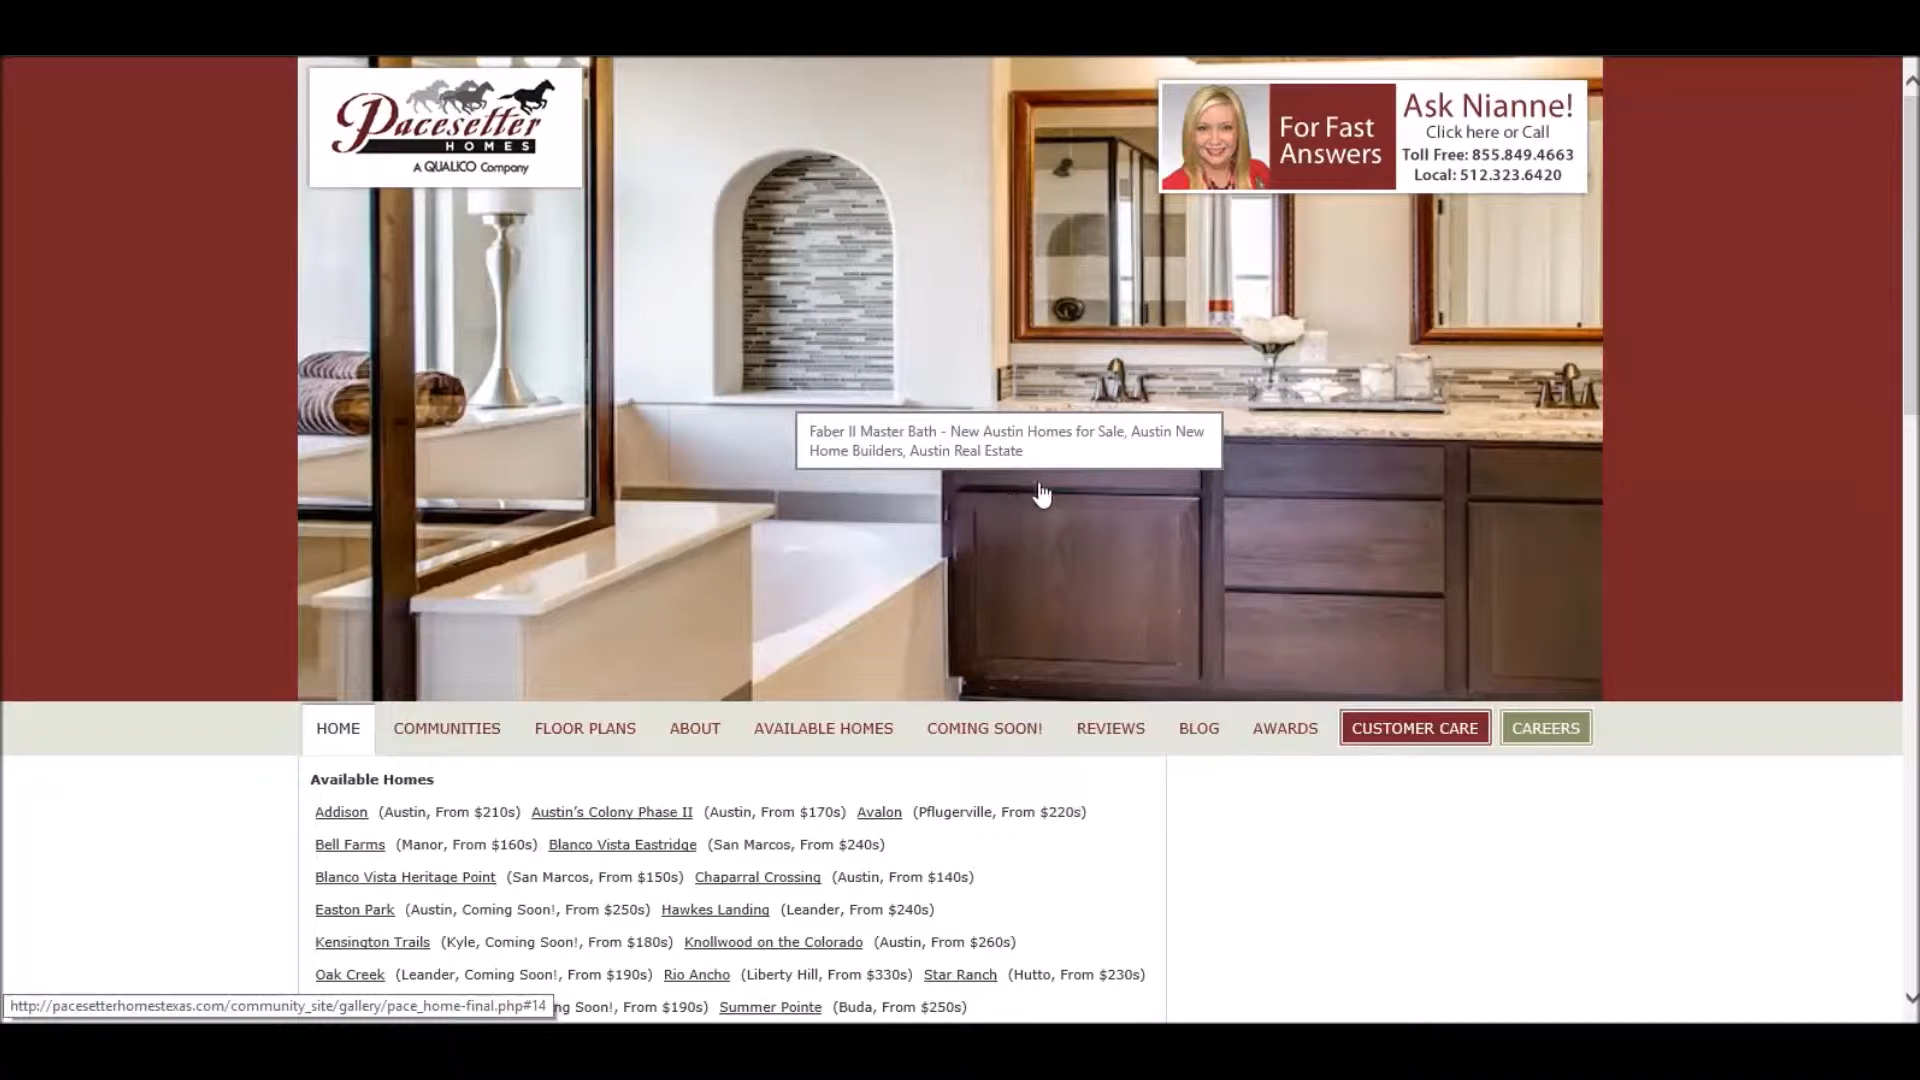 Pacesetter
HOMES
A QUALICO Company
For Fast
Answers
Ask Nianne!
Click here or Call
Toll Free: 855.849.4663
Local: 512.323.6420
Faber II Master Bath - New Austin Homes for Sale, Austin New
Home Builders, Austin Real Estate
HOME COMMUNITIES FLOOR PLANS ABOUT AVAILABLE HOMES COMING SOON! REVIEWS BLOG AWARDS CUSTOMER CARE CAREERS
Available Homes
Addison (Austin, From $210s) Austin's Colony Phase II (Austin, From $170s) Avalon (Pflugerville, From $220s)
Bell Farms (Manor, From $160s) Blanco Vista Eastridge (San Marcos, From $240s)
Blanco Vista Heritage Point (San Marcos, From $150s) Chaparral Crossing (Austin, From $140s)
Easton Park (Austin, Coming Soon!, From $250s) Hawkes Landing (Leander, From $240s)
Kensington Trails (Kyle, Coming Soon!, From $180s) Knollwood on the Colorado (Austin, From $260s)
Oak Creek (Leander, Coming Soon!, From $190s) Rio Ancho (Liberty Hill, From $330s) Star Ranch (Hutto, From $230s)
http://pacesetterhomestexas.com/community_site/gallery/pace_home-final.php#14 ng Soon!, From $190s) Summer Pointe (Buda, From $250s)